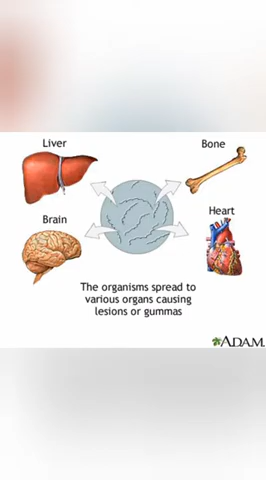 Liver
Bone
Brain
Heart
The organisms spread to
various organs causing
lesions or gummas
ADAM.